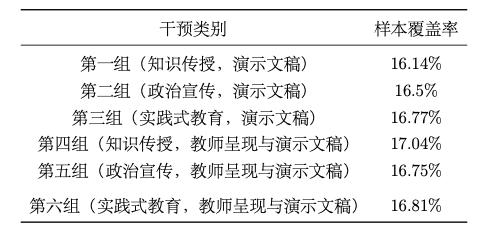 干预类别 样本覆盖率
第一组（知识传授，演示文稿） 16.14%
第二组（政治宣传，演示文稿） 16.5%
第三组（实践式教育，演示文稿） 16.77%
第四组（知识传授，教师呈现与演示文稿） 17.04%
第五组（政治宣传，教师呈现与演示文稿） 16.75%
第六组（实践式教育，教师呈现与演示文稿） 16.81%